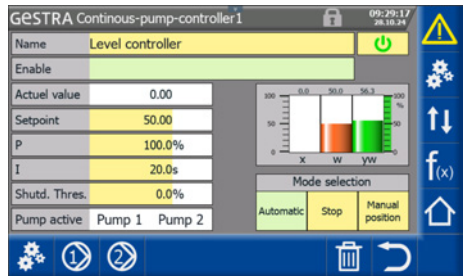 GESTRA Continous-pump-controller1 09:29:17
28.10.24
Name Level controller
Enable
Actuel value 0.00
Setpoint 50.00
P 100.0%
I 20.0s
Shutd. Thres. 0.0%
Pump active Pump 1 Pump 2
0.0 50.0 56.3
100 100
%
50 50
0 0
X W yw
Mode selection
Automatic Stop Manual position
f(x)
1 2